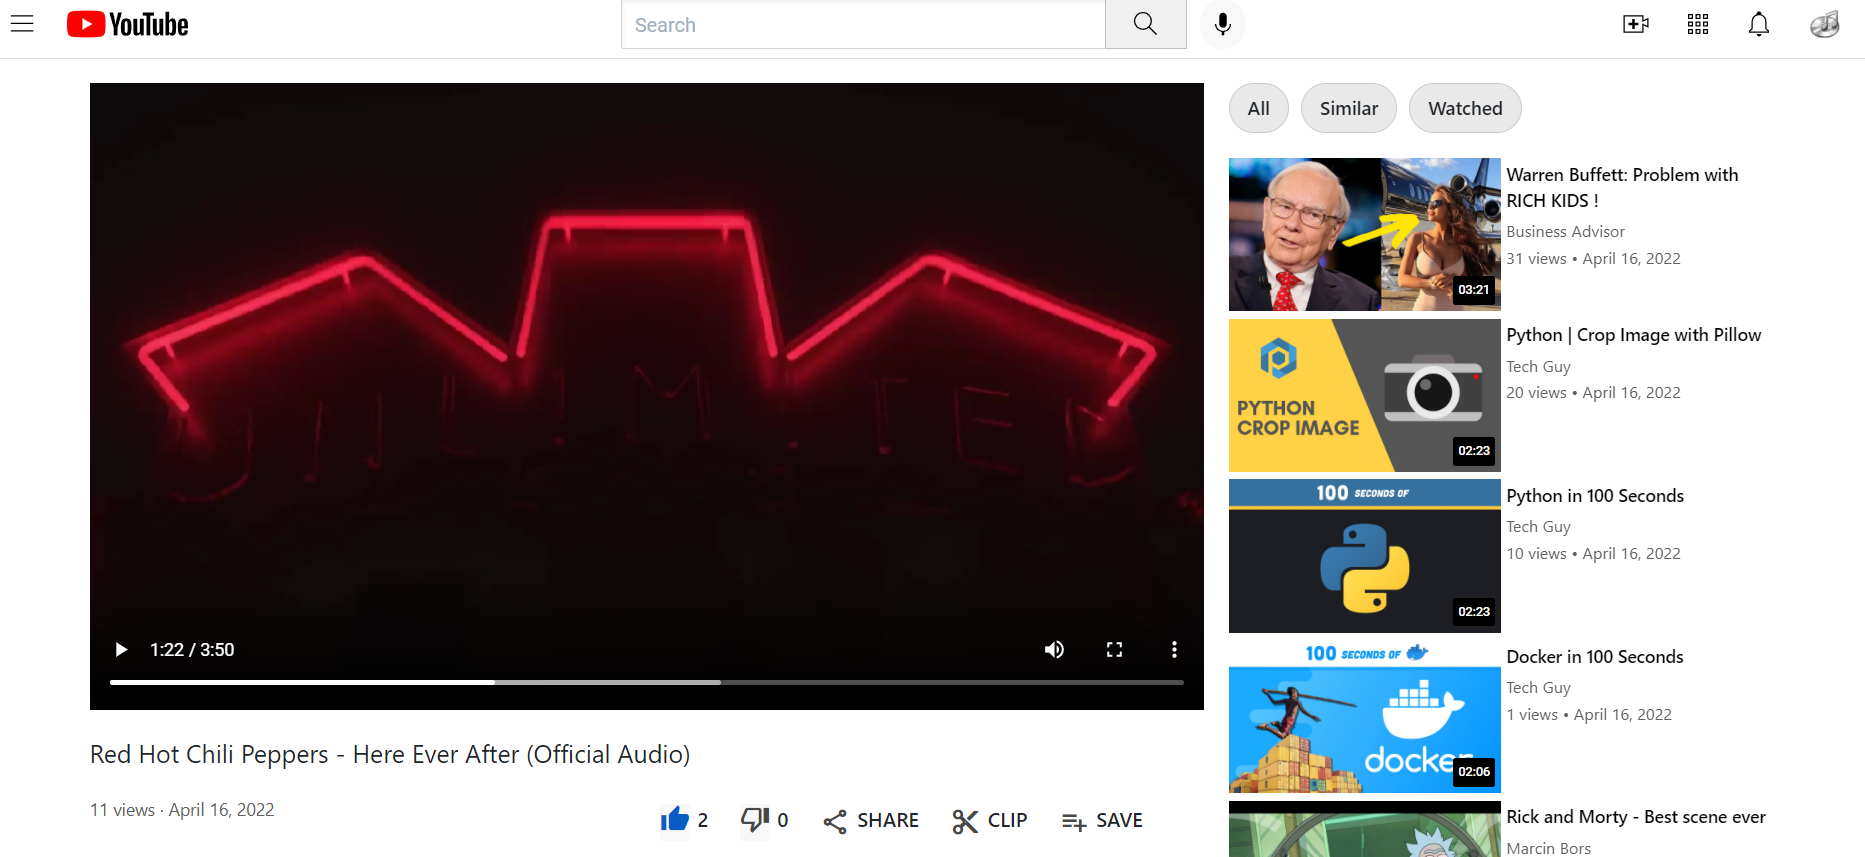 YouTube
Search
UNLIMITED
1:22 / 3:50
Red Hot Chili Peppers - Here Ever After (Official Audio)
11 views · April 16, 2022
2
0
SHARE
CLIP
SAVE
All
Similar
Watched
03:21
Warren Buffett: Problem with
RICH KIDS !
Business Advisor
31 views • April 16, 2022
PYTHON
CROP IMAGE
02:23
Python | Crop Image with Pillow
Tech Guy
20 views • April 16, 2022
100 SECONDS OF
02:23
Python in 100 Seconds
Tech Guy
10 views • April 16, 2022
100 SECONDS OF
docker
02:06
Docker in 100 Seconds
Tech Guy
1 views • April 16, 2022
Rick and Morty - Best scene ever
Marcin Bors